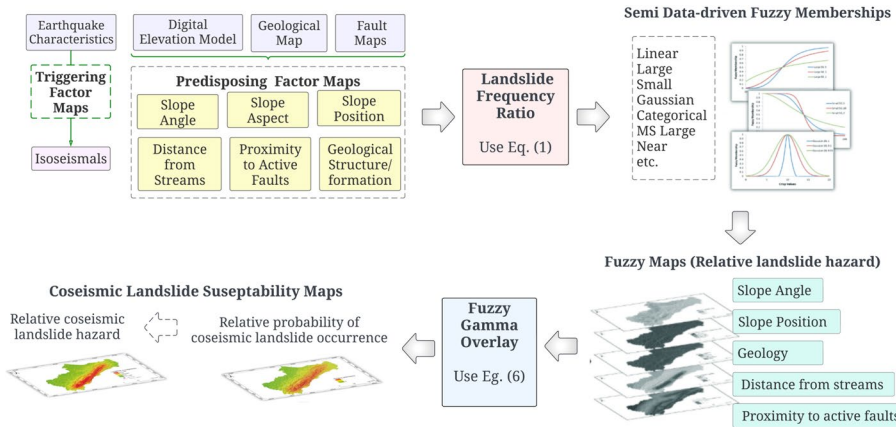 Earthquake
Characteristics
Triggering
Factor
Maps
Isoseismals
Digital
Elevation Model
Geological
Map
Fault
Maps
Predisposing Factor Maps
Slope
Angle
Slope
Aspect
Slope
Position
Distance
from
Streams
Proximity
to Active
Faults
Geological
Structure/
formation
Landslide
Frequency
Ratio
Use Eq. (1)
Semi Data-driven Fuzzy Memberships
Linear
Large
Small
Gaussian
Categorical
MS Large
Near
etc.
Fuzzy Maps (Relative landslide hazard)
Slope Angle
Slope Position
Geology
Distance from streams
Proximity to active faults
Fuzzy
Gamma
Overlay
Use Eg. (6)
Coseismic Landslide Suseptability Maps
Relative probability of
coseismic landslide occurrence
Relative coseismic
landslide hazard